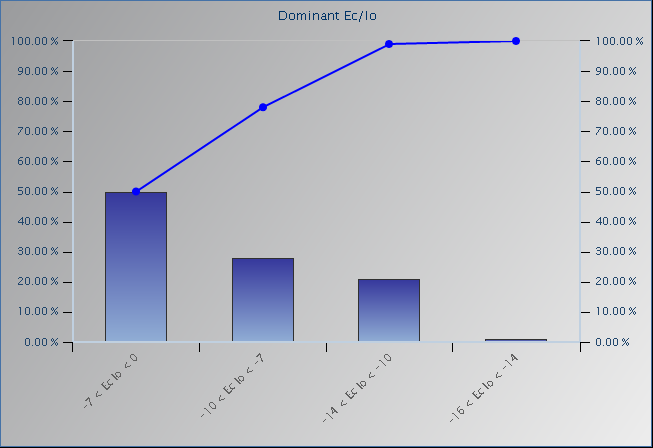 Dominant Ec/Io
100.00 % 100.00 %
90.00 % 90.00 %
80.00 % 80.00 %
70.00 % 70.00 %
60.00 % 60.00 %
50.00 % 50.00 %
40.00 % 40.00 %
30.00 % 30.00 %
20.00 % 20.00 %
10.00 % 10.00 %
0.00 % 0.00 %
-7 < Ec Io < 0
-10 < Ec Io < -7
-14 < Ec Io < -10
-16 < Ec Io < -14